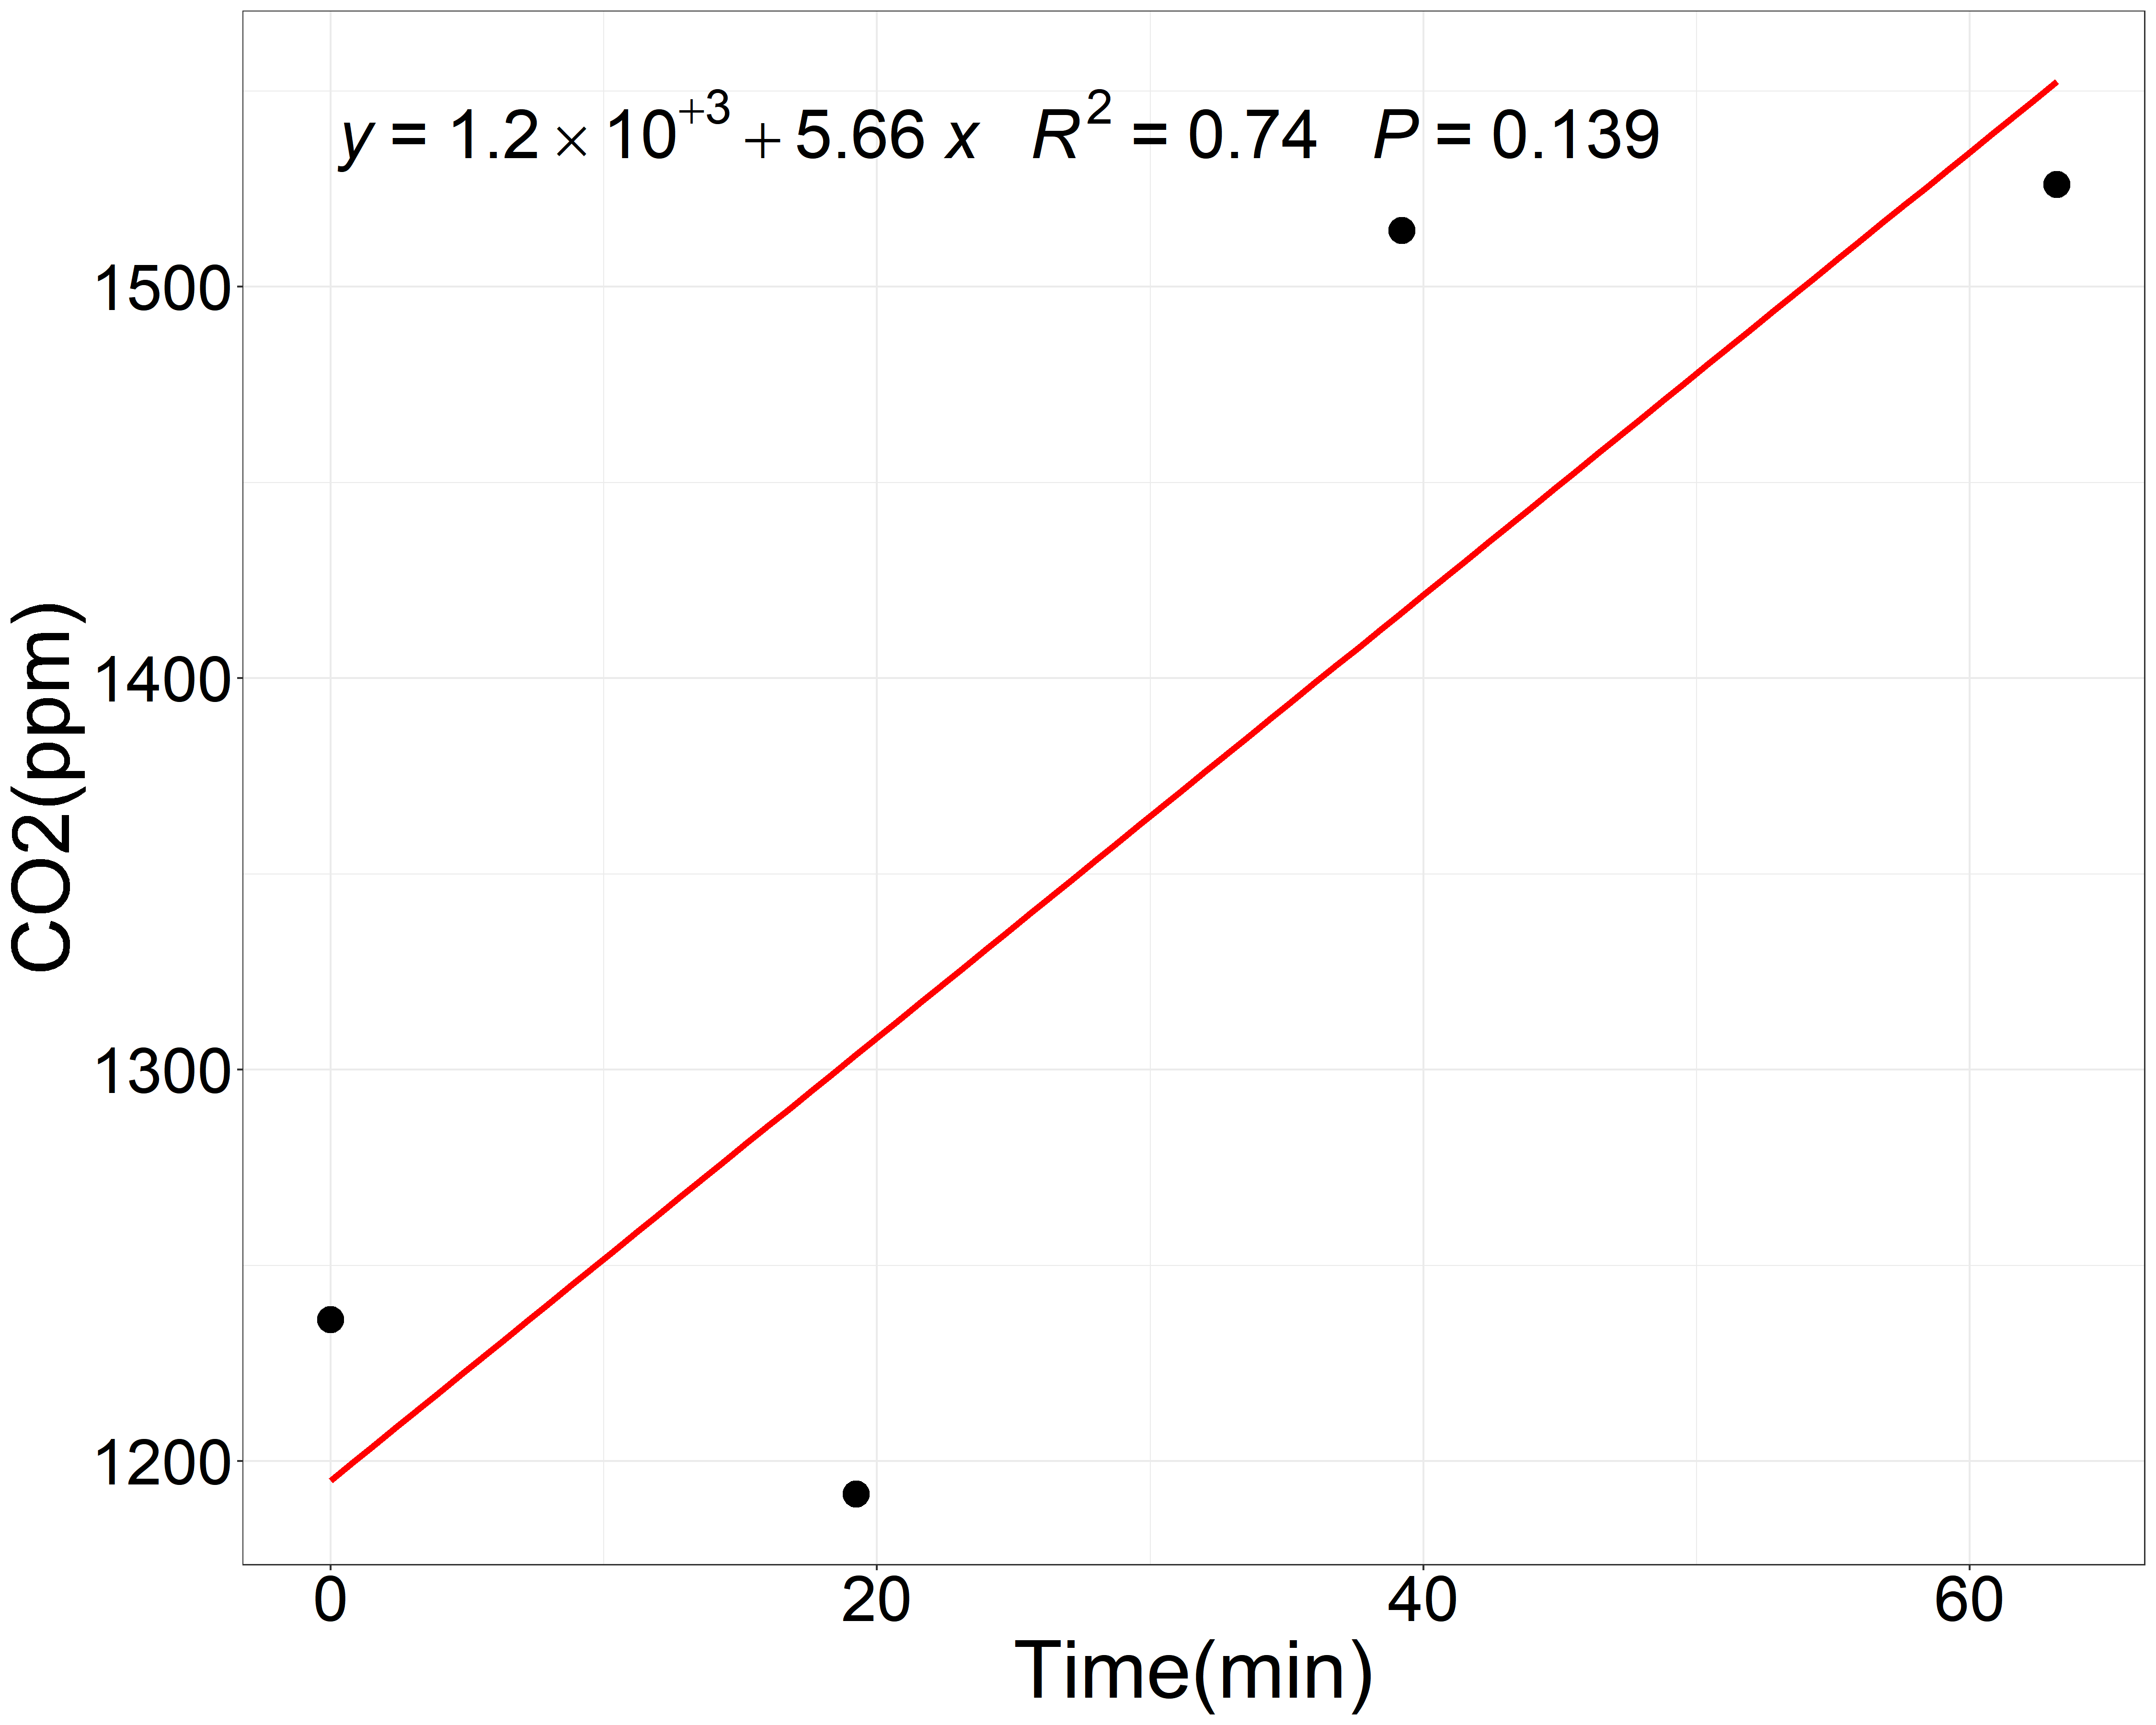 y = 1.2 × 10⁺³ + 5.66 x R² = 0.74 P = 0.139
1500
1400
1300
1200
CO2(ppm)
0 20 40 60
Time(min)